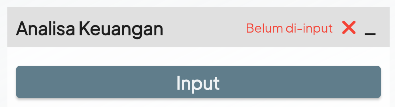 Analisa Keuangan Belum di-input ❌ _
Input